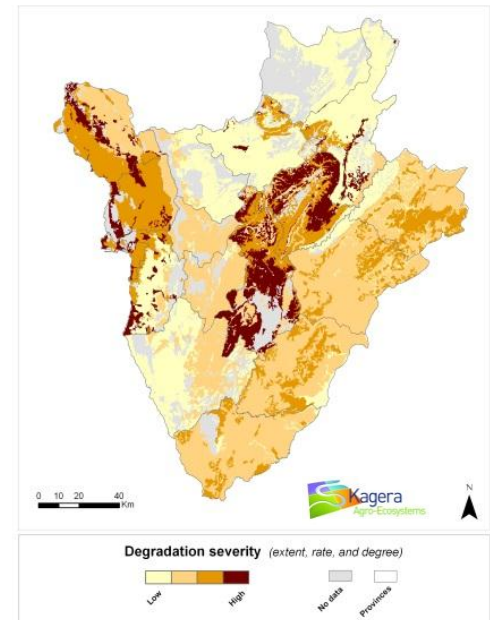 0 10 20 40
Km
Kagera
Agro-Ecosystems
N
Degradation severity (extent, rate, and degree)
Low
High
No data
Provinces